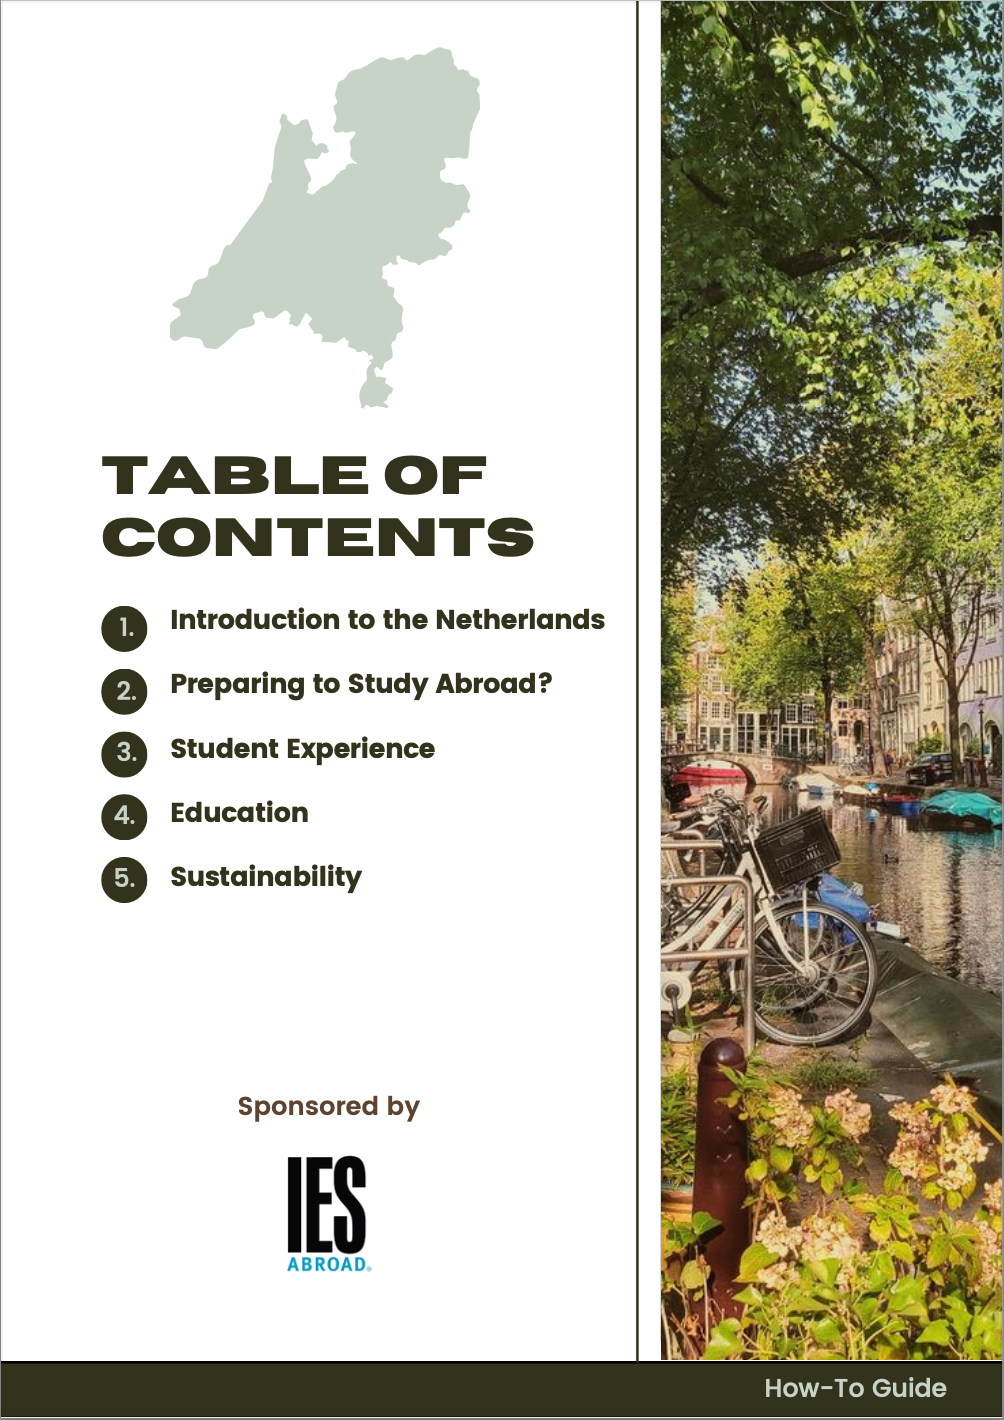 TABLE OF
CONTENTS
1. Introduction to the Netherlands
2. Preparing to Study Abroad?
3. Student Experience
4. Education
5. Sustainability
Sponsored by
IES
ABROAD®
How-To Guide